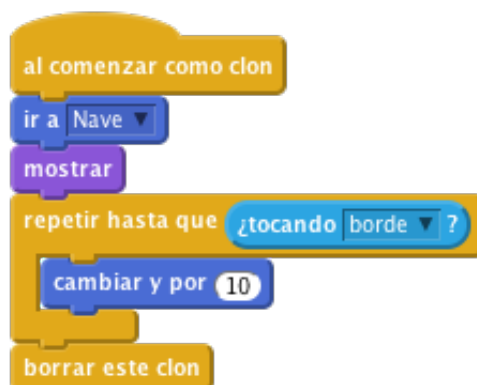 al comenzar como clon
ir a Nave
mostrar
repetir hasta que ¿tocando borde ?
cambiar y por 10
borrar este clon